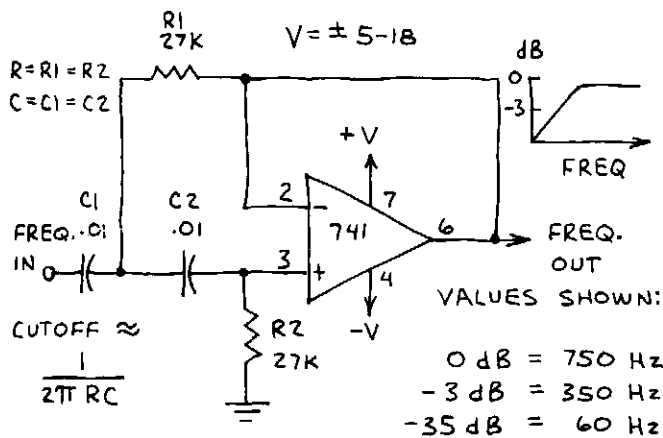 R1
27K
V = ± 5-18
R=R1=R2
C=C1=C2
dB
0
-3
FREQ
+V
C1
.01
C2
.01
2
-
7
741
6
3
+
4
FREQ.
IN
FREQ.
OUT
-V
R2
27K
CUTOFF ≈
1
2π RC
VALUES SHOWN:
0 dB = 750 Hz
-3 dB = 350 Hz
-35 dB = 60 Hz